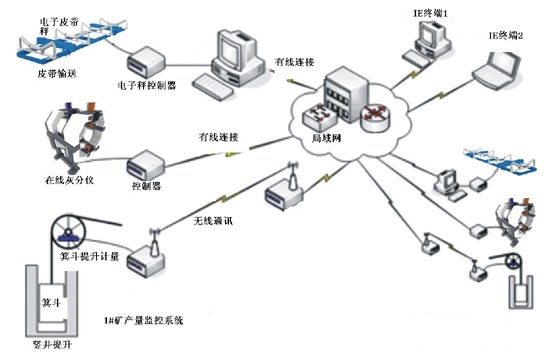 电子皮带
秤
皮带输送
电子秤控制器
有线连接
IE终端1
IE终端2
局域网
有线连接
在线灰分仪
控制器
无线通讯
箕斗提升计量
箕斗
竖井提升
1#矿产量监控系统